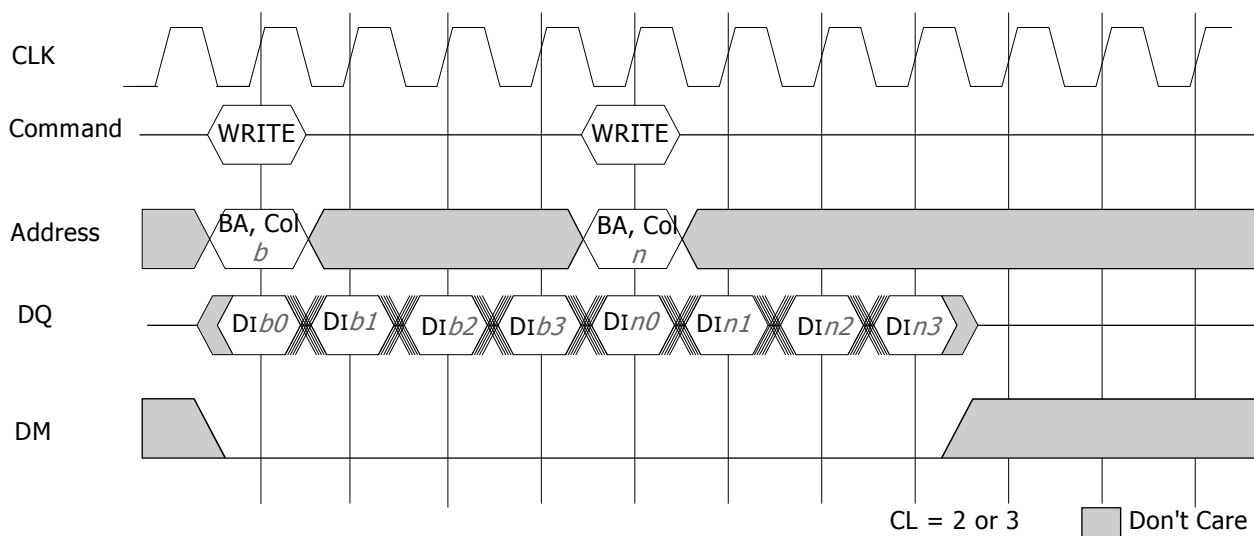 CLK
Command WRITE WRITE
Address BA, Col BA, Col
b n
DQ DIb0 DIb1 DIb2 DIb3 DIn0 DIn1 DIn2 DIn3
DM
CL = 2 or 3 Don't Care